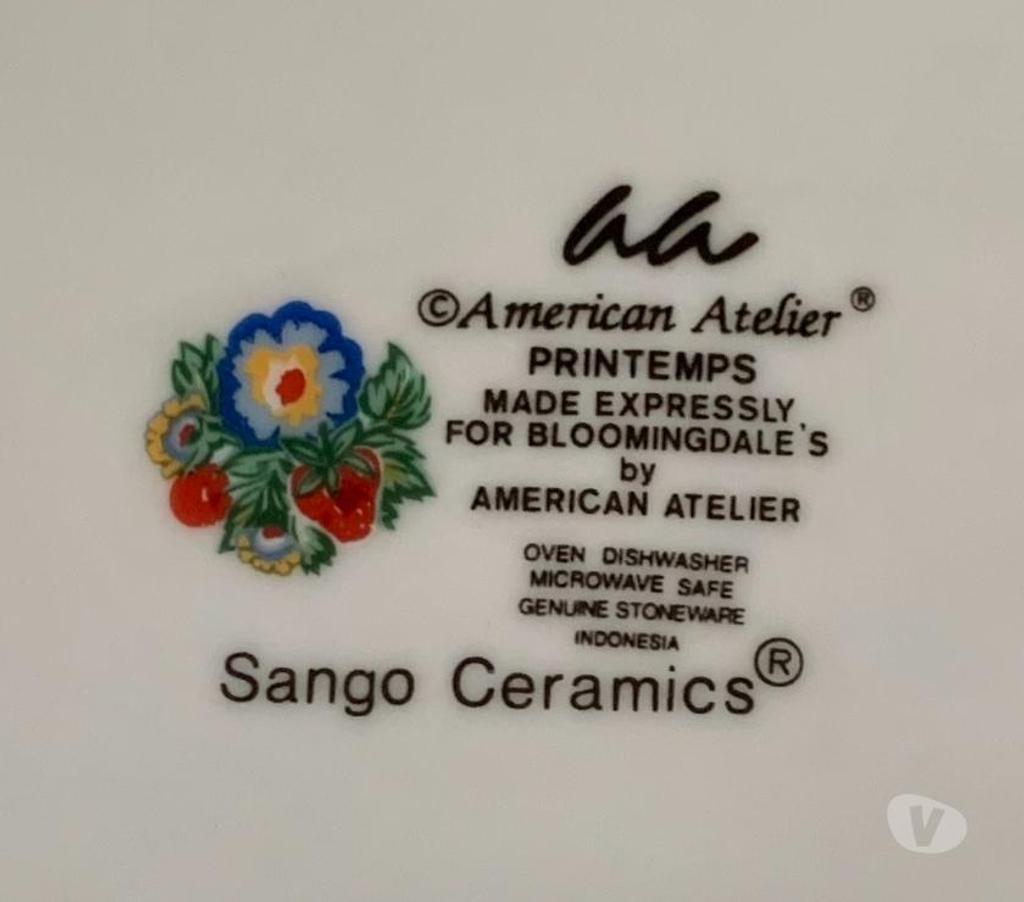 aa
©American Atelier®
PRINTEMPS
MADE EXPRESSLY
FOR BLOOMINGDALE'S
by
AMERICAN ATELIER
OVEN DISHWASHER
MICROWAVE SAFE
GENUINE STONEWARE
INDONESIA
Sango Ceramics®
V